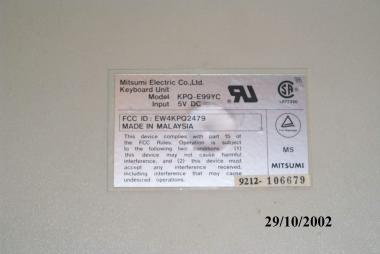 Mitsumi Electric Co.,Ltd.
Keyboard Unit
Model KPQ-E99YC
Input 5V DC
FCC ID : EW4KPQ2479
MADE IN MALAYSIA
This device complies with part 15 of
the FCC Rules. Operation is subject
to the following two conditions: (1)
this device may not cause harmful
interference, and (2) this device must
accept any interference received,
including interference that may cause
undesired operations.
MS
MITSUMI
9212- 106679
29/10/2002